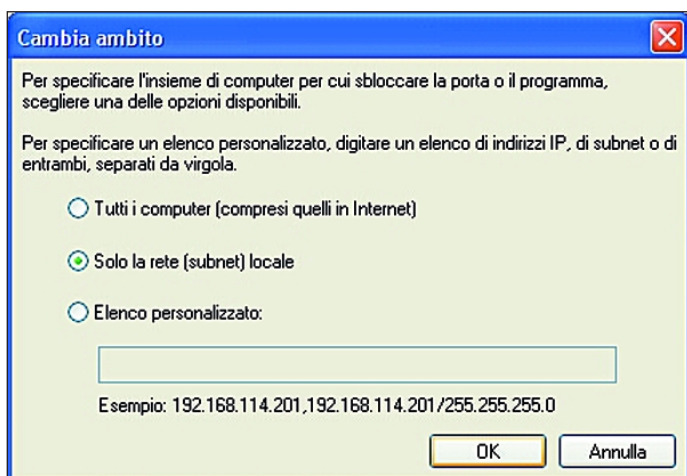 Cambia ambito
Per specificare l'insieme di computer per cui sbloccare la porta o il programma,
scegliere una delle opzioni disponibili.
Per specificare un elenco personalizzato, digitare un elenco di indirizzi IP, di subnet o di
entrambi, separati da virgola.
Tutti i computer (compresi quelli in Internet)
Solo la rete (subnet) locale
Elenco personalizzato:
Esempio: 192.168.114.201,192.168.114.201/255.255.255.0
OK
Annulla